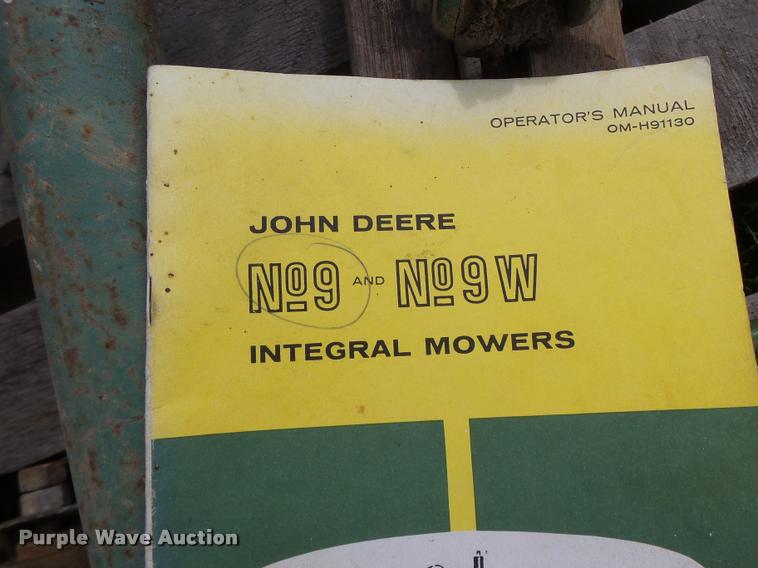 OPERATOR'S MANUAL
OM-H91130
JOHN DEERE
No9 AND No9W
INTEGRAL MOWERS
Purple Wave Auction